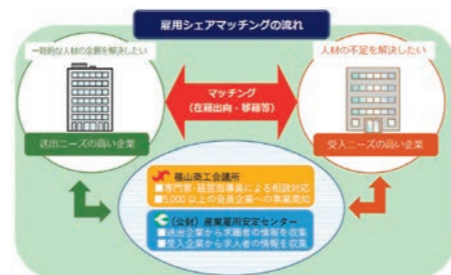 雇用シェアマッチングの流れ
一時的な人材の余剰を解決したい
人材の不足を解決したい
マッチング
(在籍出向・移籍等)
送出ニーズの高い企業
受入ニーズの高い企業
福山商工会議所
■専門家・経営指導員による相談対応
■5,000以上の会員企業への事業周知
(公財)産業雇用安定センター
■送出企業から求職者の情報を収集
■受入企業から求人者の情報を収集